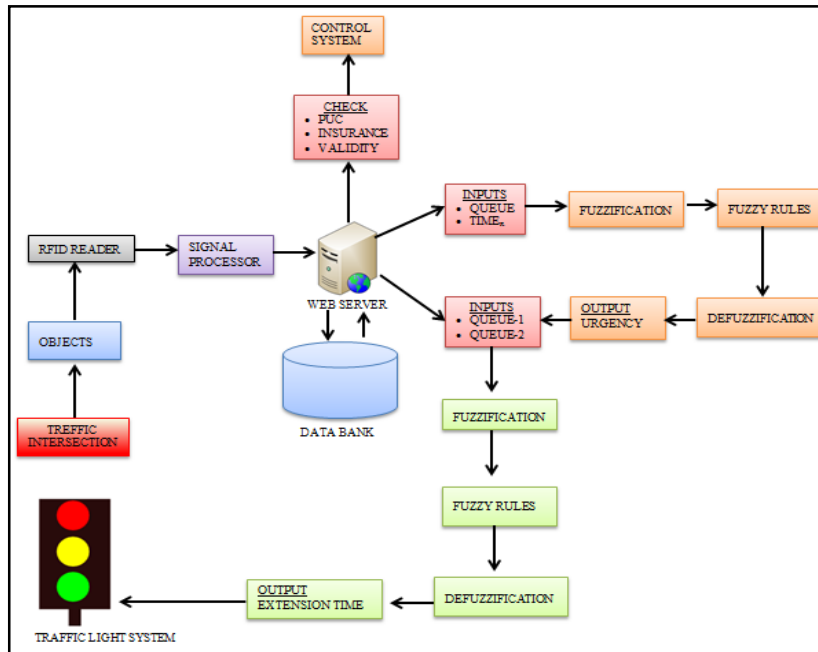 CONTROL
SYSTEM
CHECK
• PUC
• INSURANCE
• VALIDITY
INPUTS
• QUEUE
• TIMEn
FUZZIFICATION
FUZZY RULES
RFID READER
SIGNAL
PROCESSOR
WEB SERVER
INPUTS
• QUEUE-1
• QUEUE-2
OUTPUT
URGENCY
DEFUZZIFICATION
OBJECTS
DATA BANK
TREFFIC
INTERSECTION
FUZZIFICATION
FUZZY RULES
DEFUZZIFICATION
OUTPUT
EXTENSION TIME
TRAFFIC LIGHT SYSTEM